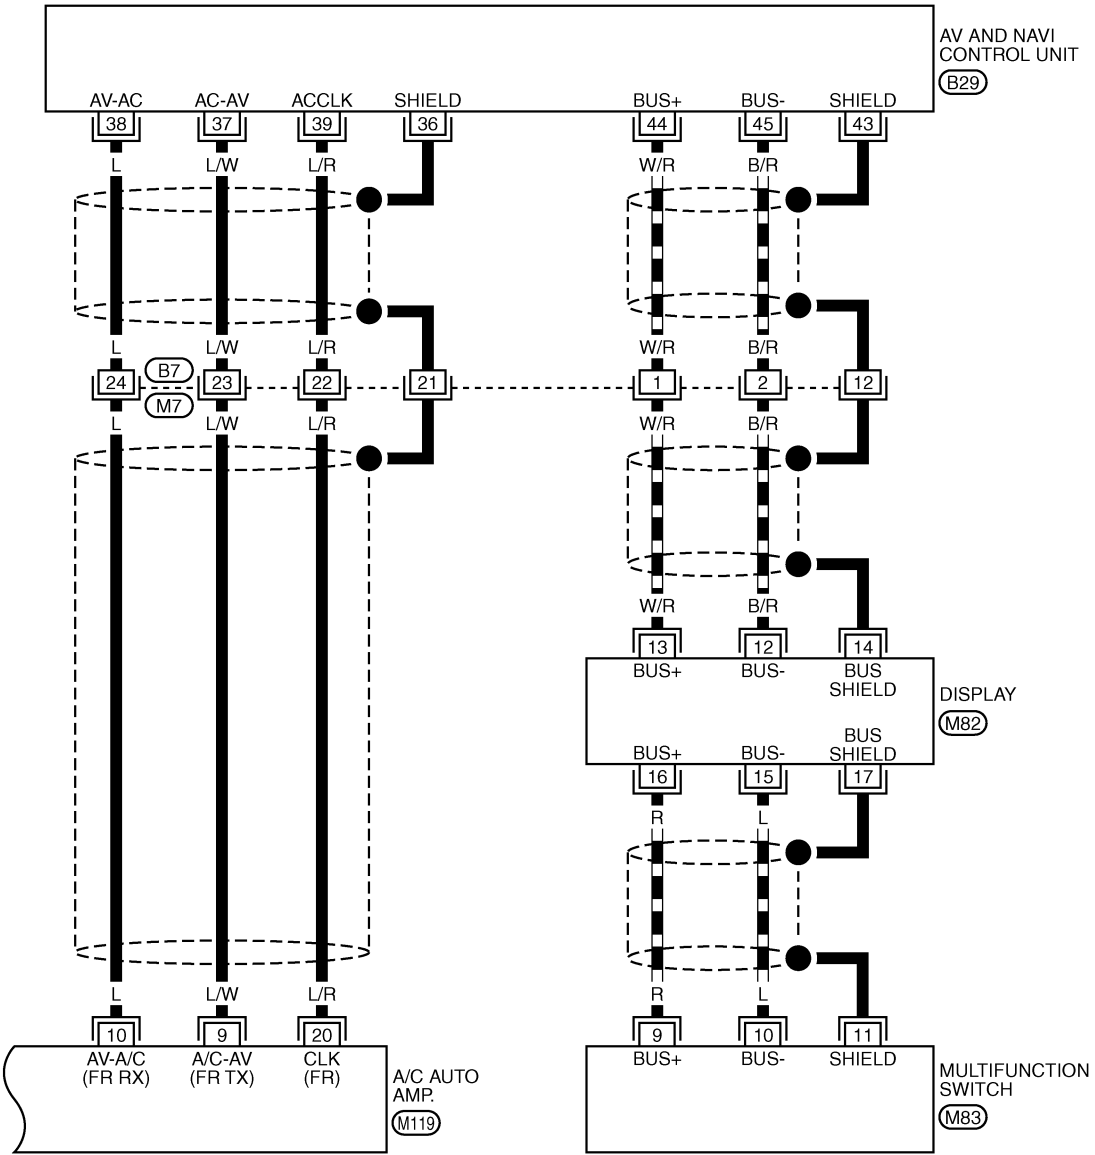 AV AND NAVI
CONTROL UNIT
B29
AV-AC AC-AV ACCLK SHIELD BUS+ BUS- SHIELD
38 37 39 36 44 45 43
L L/W L/R W/R B/R
L L/W L/R W/R B/R
B7
24 23 22 21 1 2 12
M7
L L/W L/R W/R B/R
W/R B/R
13 12 14
BUS+ BUS- BUS
SHIELD
DISPLAY
M82
BUS
BUS+ BUS- SHIELD
16 15 17
R L
L L/W L/R R L
10 9 20 9 10 11
AV-A/C A/C-AV CLK BUS+ BUS- SHIELD
(FR RX) (FR TX) (FR)
A/C AUTO
AMP.
M119
MULTIFUNCTION
SWITCH
M83